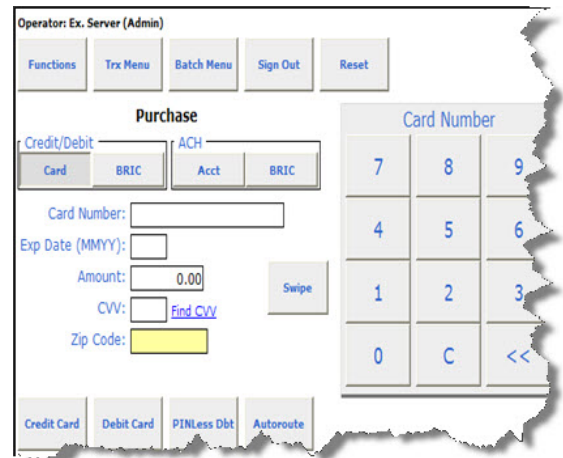 Operator: Ex. Server (Admin)
Functions Trx Menu Batch Menu Sign Out Reset
Purchase
Credit/Debit ACH
Card BRIC Acct BRIC
Card Number:
Exp Date (MMYY):
Amount: 0.00
CVV: Find CVV
Swipe
Zip Code:
Credit Card Debit Card PINLess Dbt Autoroute
Card Number
7 8 9
4 5 6
1 2 3
0 C <<